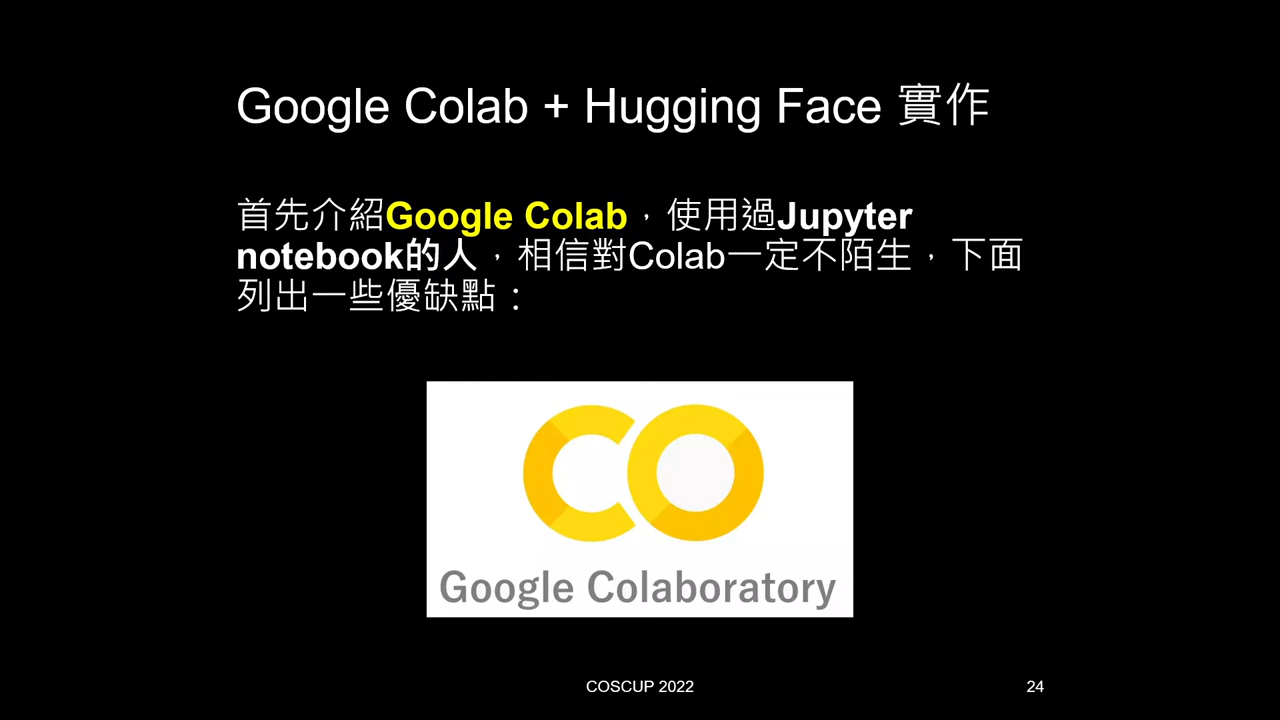 Google Colab + Hugging Face 實作
首先介紹Google Colab，使用過Jupyter
notebook的人，相信對Colab一定不陌生，下面
列出一些優缺點：
Google Colaboratory
COSCUP 2022
24